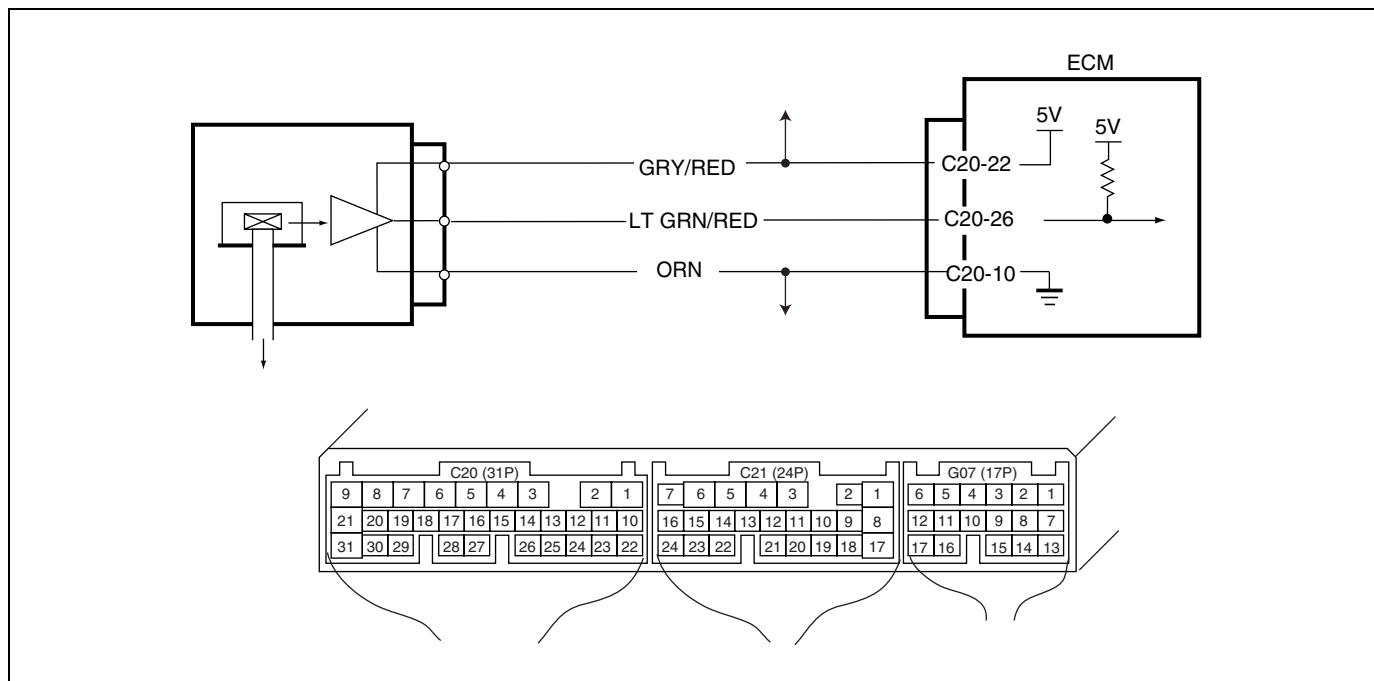 ECM
5V
5V
GRY/RED
C20-22
LT GRN/RED
C20-26
ORN
C20-10
C20 (31P)
C21 (24P)
G07 (17P)
9 8 7 6 5 4 3 2 1
7 6 5 4 3 2 1
6 5 4 3 2 1
21 20 19 18 17 16 15 14 13 12 11 10
16 15 14 13 12 11 10 9 8
12 11 10 9 8 7
31 30 29 28 27 26 25 24 23 22
24 23 22 21 20 19 18 17
17 16 15 14 13